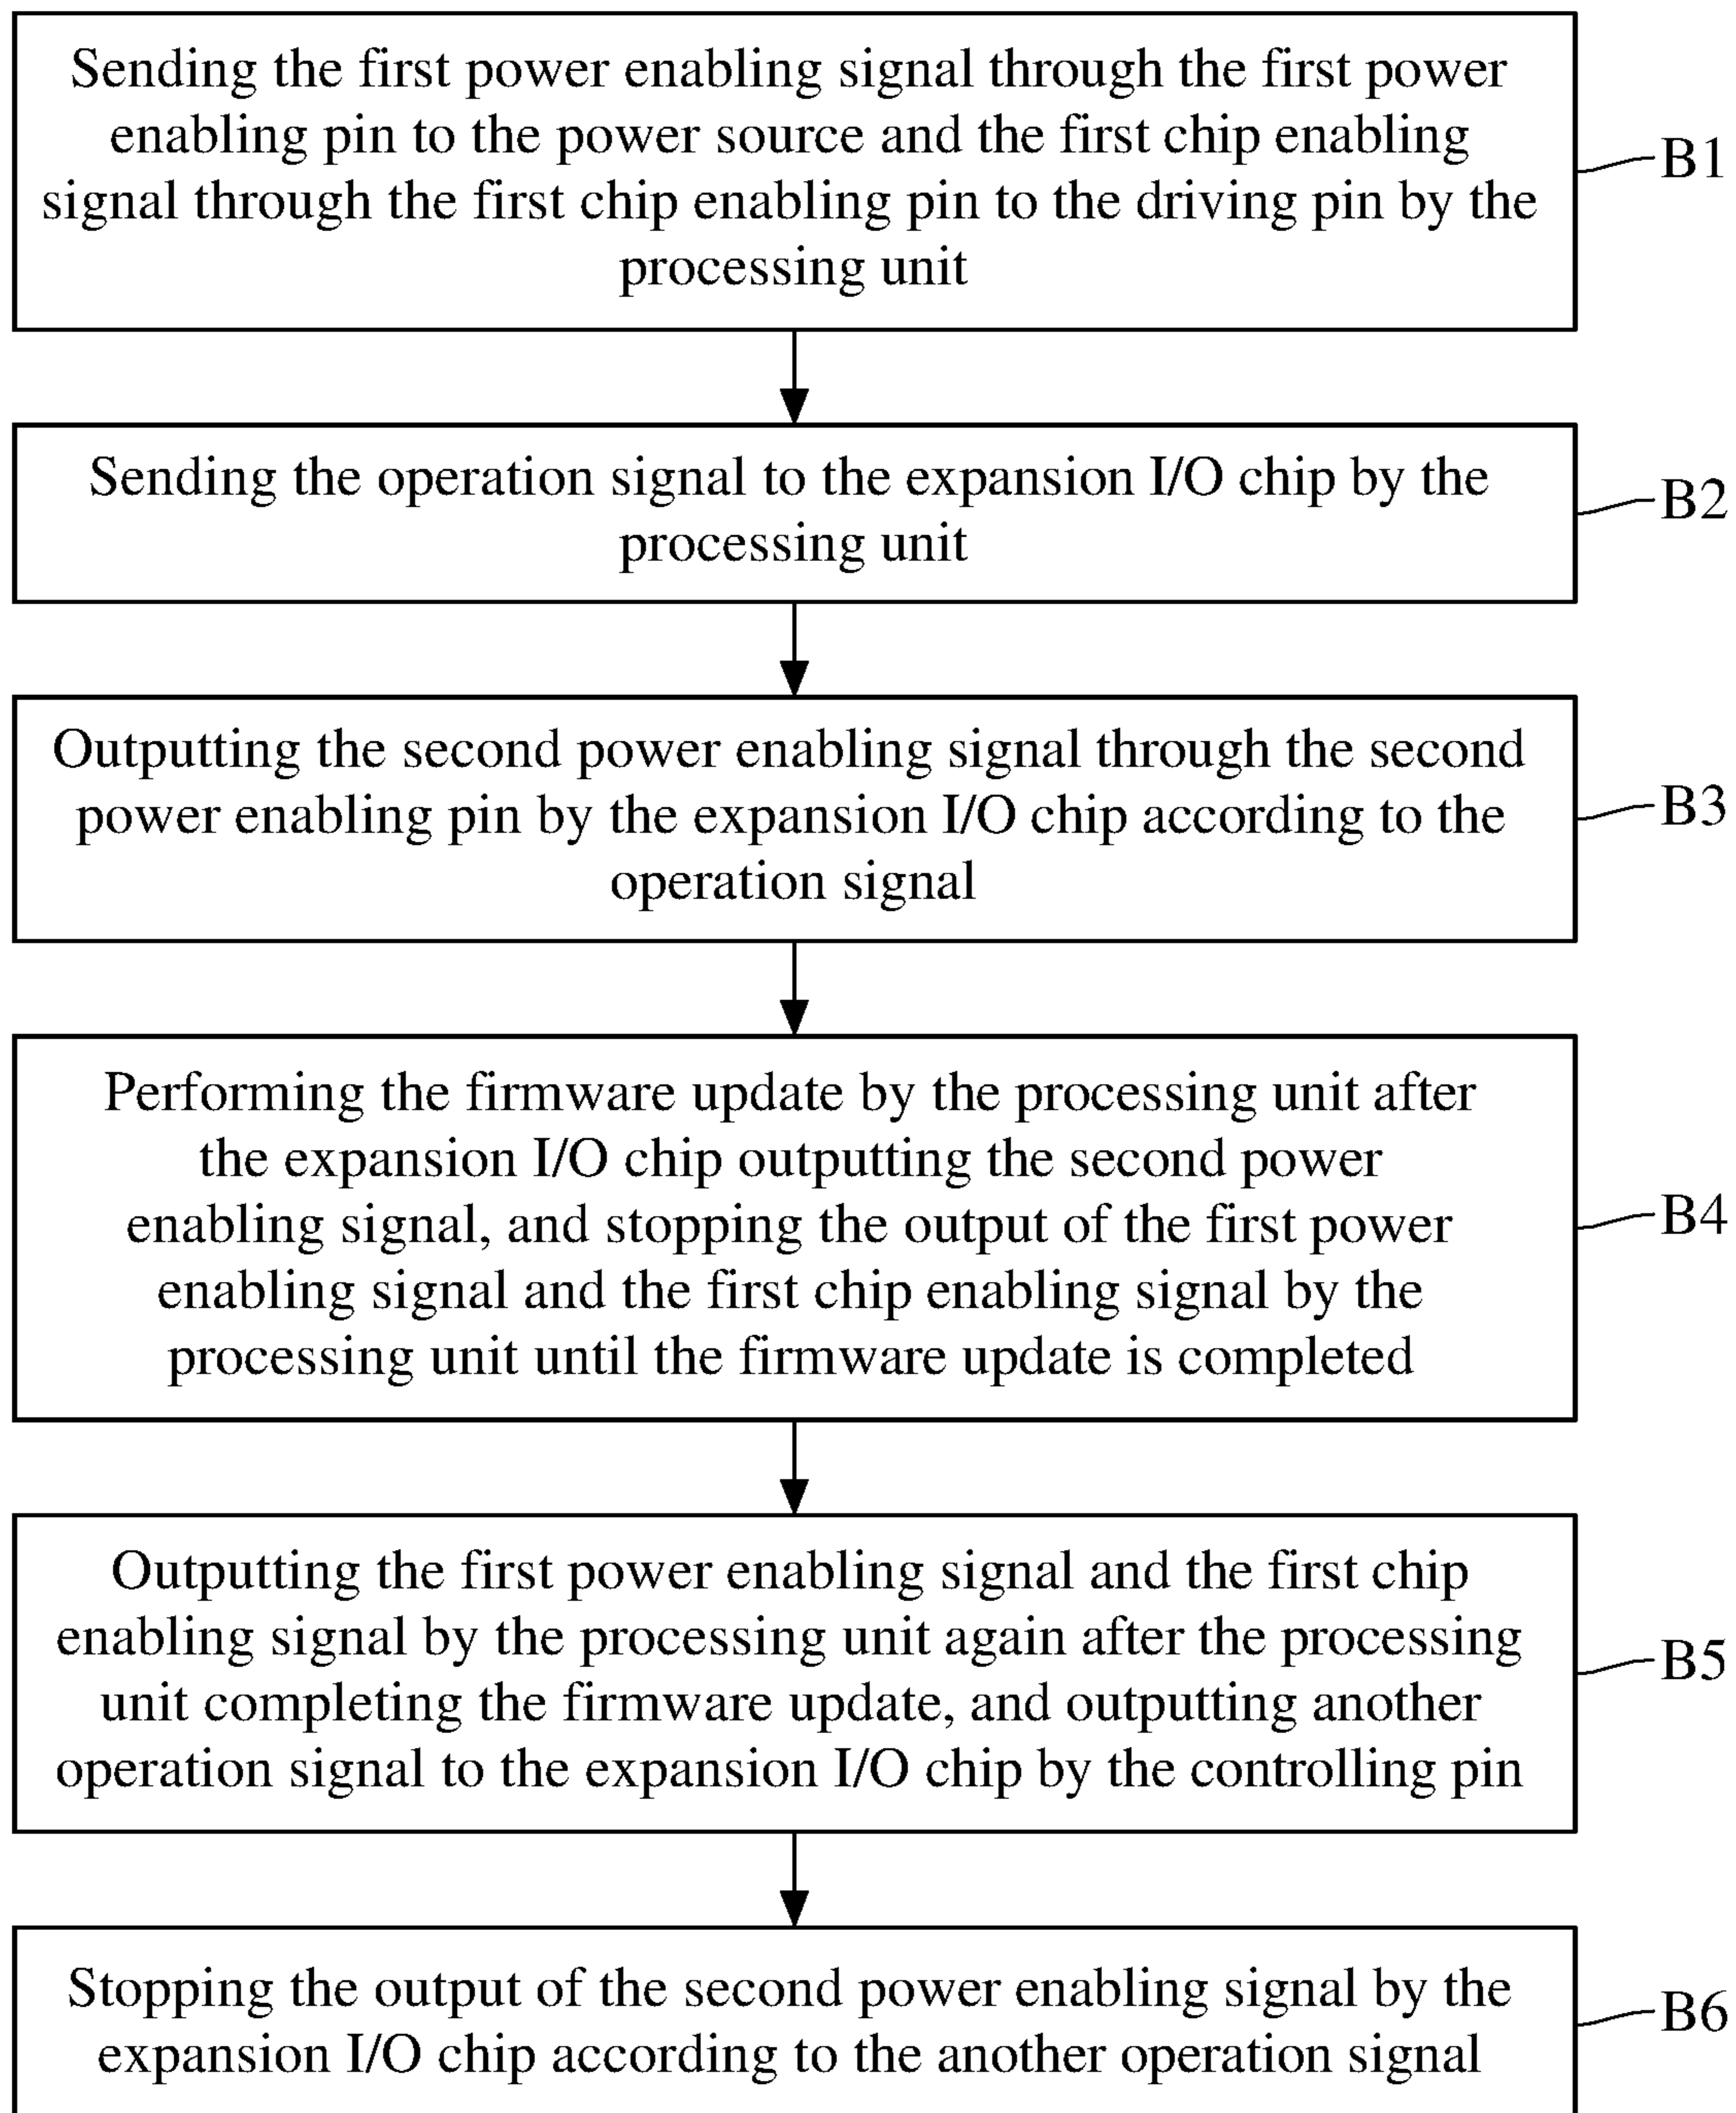 Sending the first power enabling signal through the first power
enabling pin to the power source and the first chip enabling
signal through the first chip enabling pin to the driving pin by the
processing unit
B1
Sending the operation signal to the expansion I/O chip by the
processing unit
B2
Outputting the second power enabling signal through the second
power enabling pin by the expansion I/O chip according to the
operation signal
B3
Performing the firmware update by the processing unit after
the expansion I/O chip outputting the second power
enabling signal, and stopping the output of the first power
enabling signal and the first chip enabling signal by the
processing unit until the firmware update is completed
B4
Outputting the first power enabling signal and the first chip
enabling signal by the processing unit again after the processing
unit completing the firmware update, and outputting another
operation signal to the expansion I/O chip by the controlling pin
B5
Stopping the output of the second power enabling signal by the
expansion I/O chip according to the another operation signal
B6